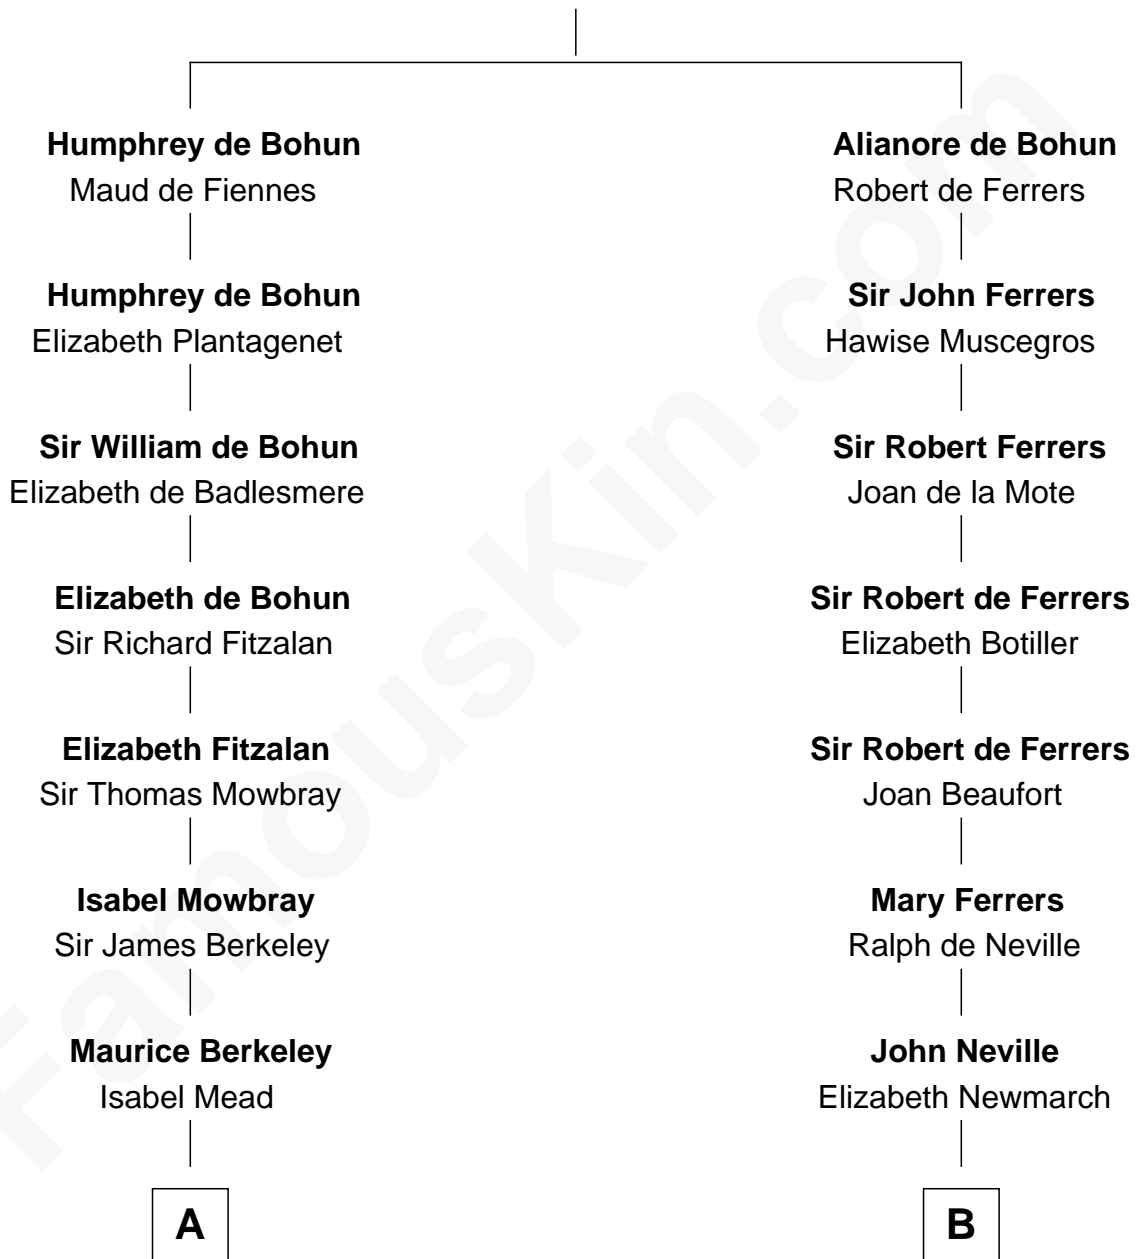 Humphrey de Bohun
Maud de Fiennes
Humphrey de Bohun
Elizabeth Plantagenet
Sir William de Bohun
Elizabeth de Badlesmere
Elizabeth de Bohun
Sir Richard Fitzalan
Elizabeth Fitzalan
Sir Thomas Mowbray
Isabel Mowbray
Sir James Berkeley
Maurice Berkeley
Isabel Mead
A
Alianore de Bohun
Robert de Ferrers
Sir John Ferrers
Hawise Muscegros
Sir Robert Ferrers
Joan de la Mote
Sir Robert de Ferrers
Elizabeth Botiller
Sir Robert de Ferrers
Joan Beaufort
Mary Ferrers
Ralph de Neville
John Neville
Elizabeth Newmarch
B
FamousKin.com